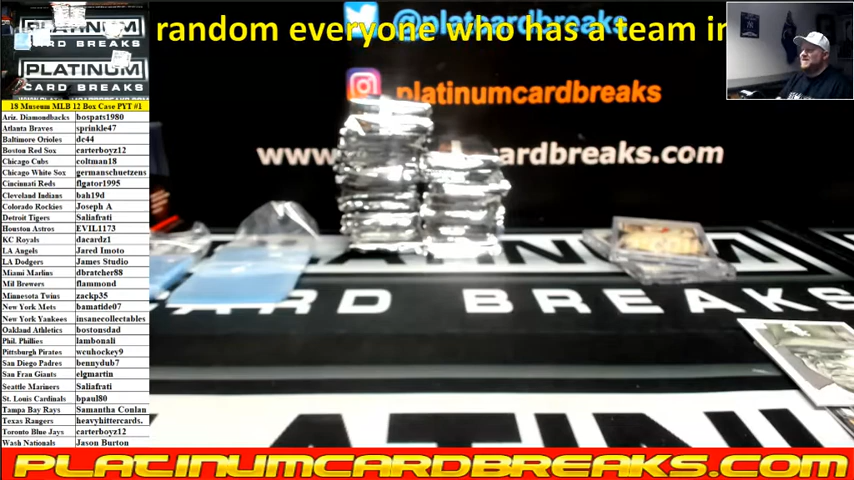 random everyone who has a team in
@platcardbreaks
platinumcardbreaks
www. cardbreaks.com
PLATINUM
CARD BREAKS
PLATINUM
CARD BREAKS
18 Museum MLB 12 Box Case PYT #1
Ariz. Diamondbacks bospats1980
Atlanta Braves sprinkle47
Baltimore Orioles dc44
Boston Red Sox carterboyz12
Chicago Cubs coltman18
Chicago White Sox germanschuetzens
Cincinnati Reds flgator1995
Cleveland Indians bah19d
Colorado Rockies Joseph A
Detroit Tigers Saliafrati
Houston Astros EVIL1173
KC Royals dacardz1
LA Angels Jared Imoto
LA Dodgers James Studio
Miami Marlins dbratcher88
Mil Brewers flammond
Minnesota Twins zackp35
New York Mets bamatide07
New York Yankees insanecollectables
Oakland Athletics bostonsdad
Phil. Phillies lambonali
Pittsburgh Pirates wcuhockey9
San Diego Padres bennydub7
San Fran Giants elgmartin
Seattle Mariners Saliafrati
St. Louis Cardinals bpaul80
Tampa Bay Rays Samantha Conlan
Texas Rangers heavyhittercards.
Toronto Blue Jays carterboyz12
Wash Nationals Jason Burton
CARD BREAKS
PLATINUMCARDBREAKS.COM